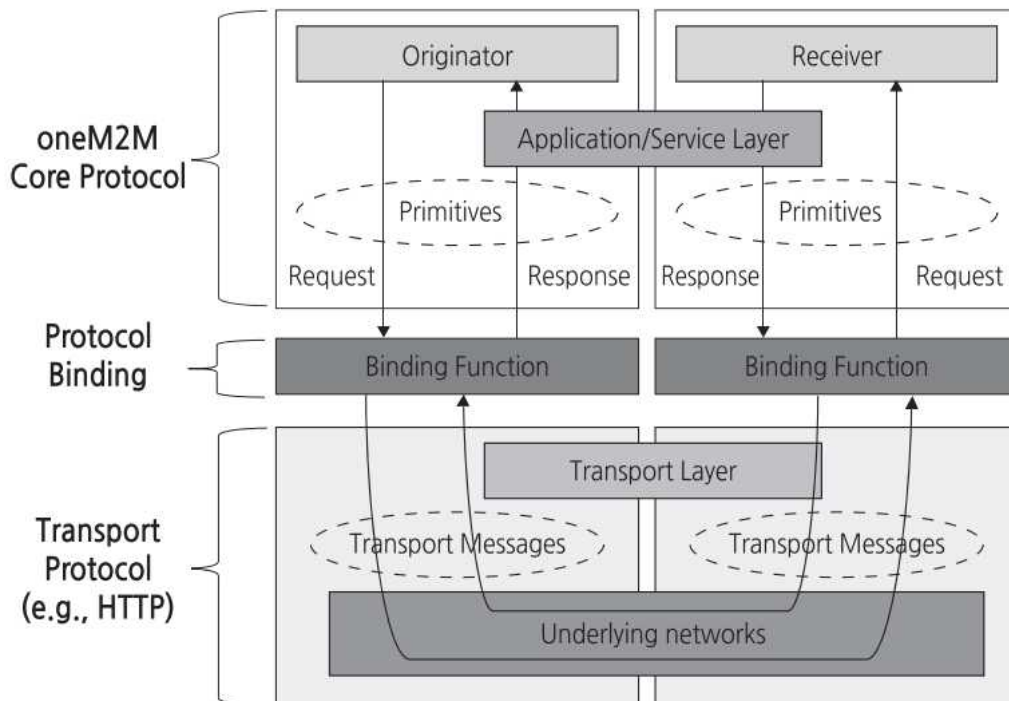 Originator
Receiver
oneM2M
Core Protocol
Application/Service Layer
Primitives
Primitives
Request
Response
Response
Request
Protocol
Binding
Binding Function
Binding Function
Transport Layer
Transport
Protocol
(e.g., HTTP)
Transport Messages
Transport Messages
Underlying networks